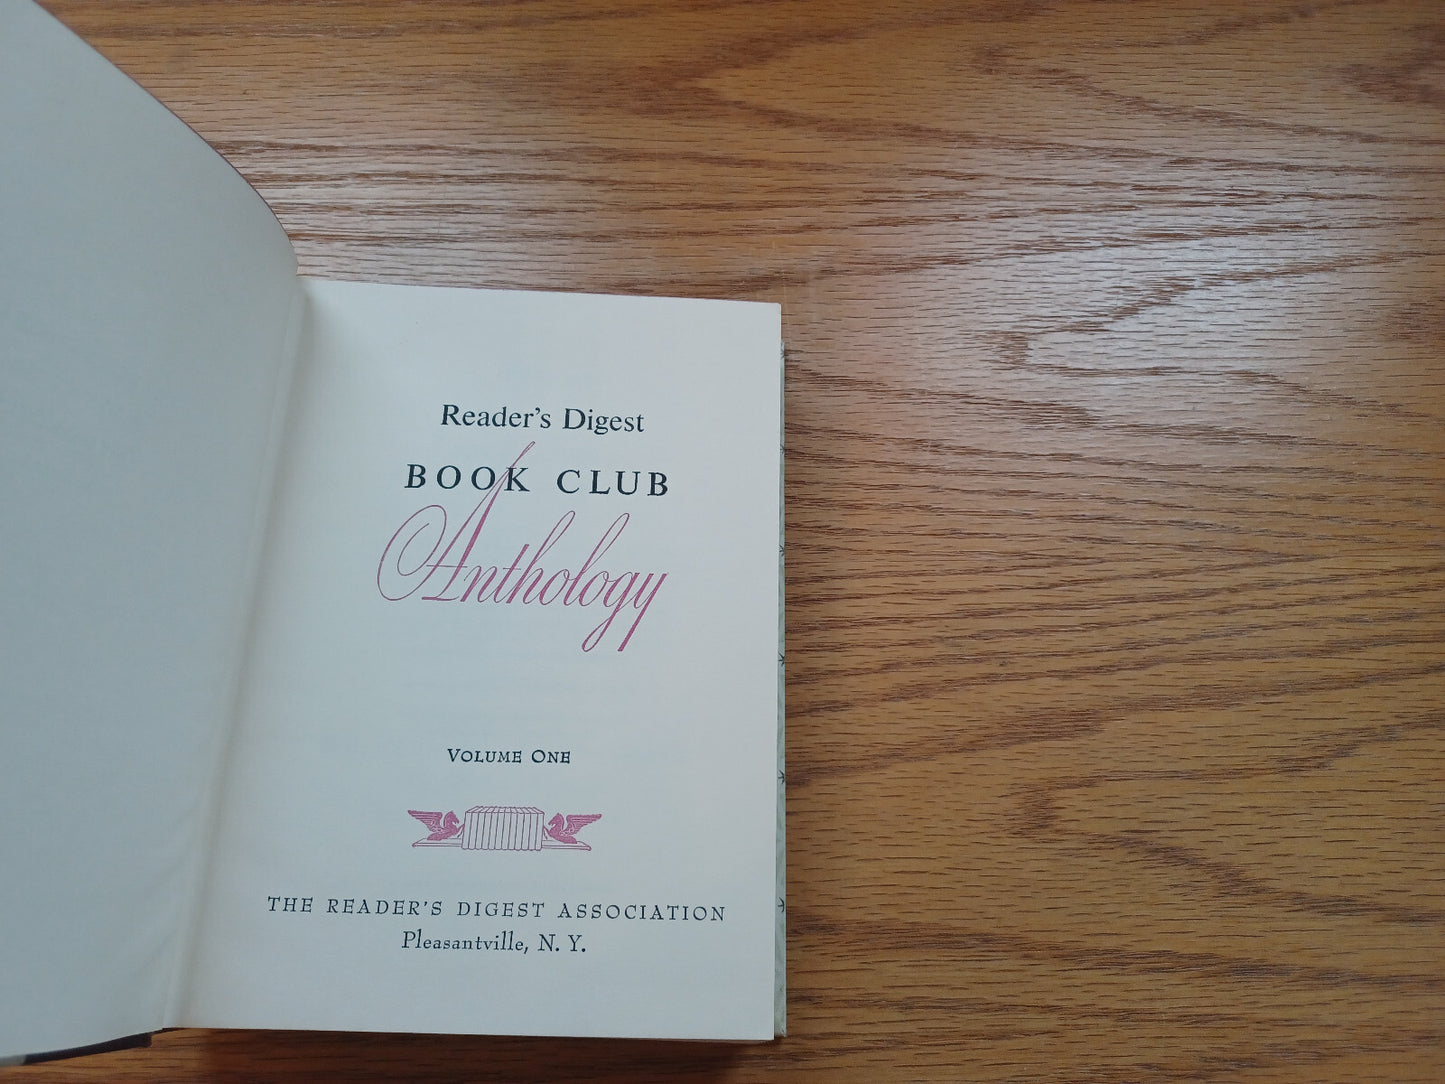 Reader's Digest
BOOK CLUB
Anthology
VOLUME ONE
THE READER'S DIGEST ASSOCIATION
Pleasantville, N. Y.